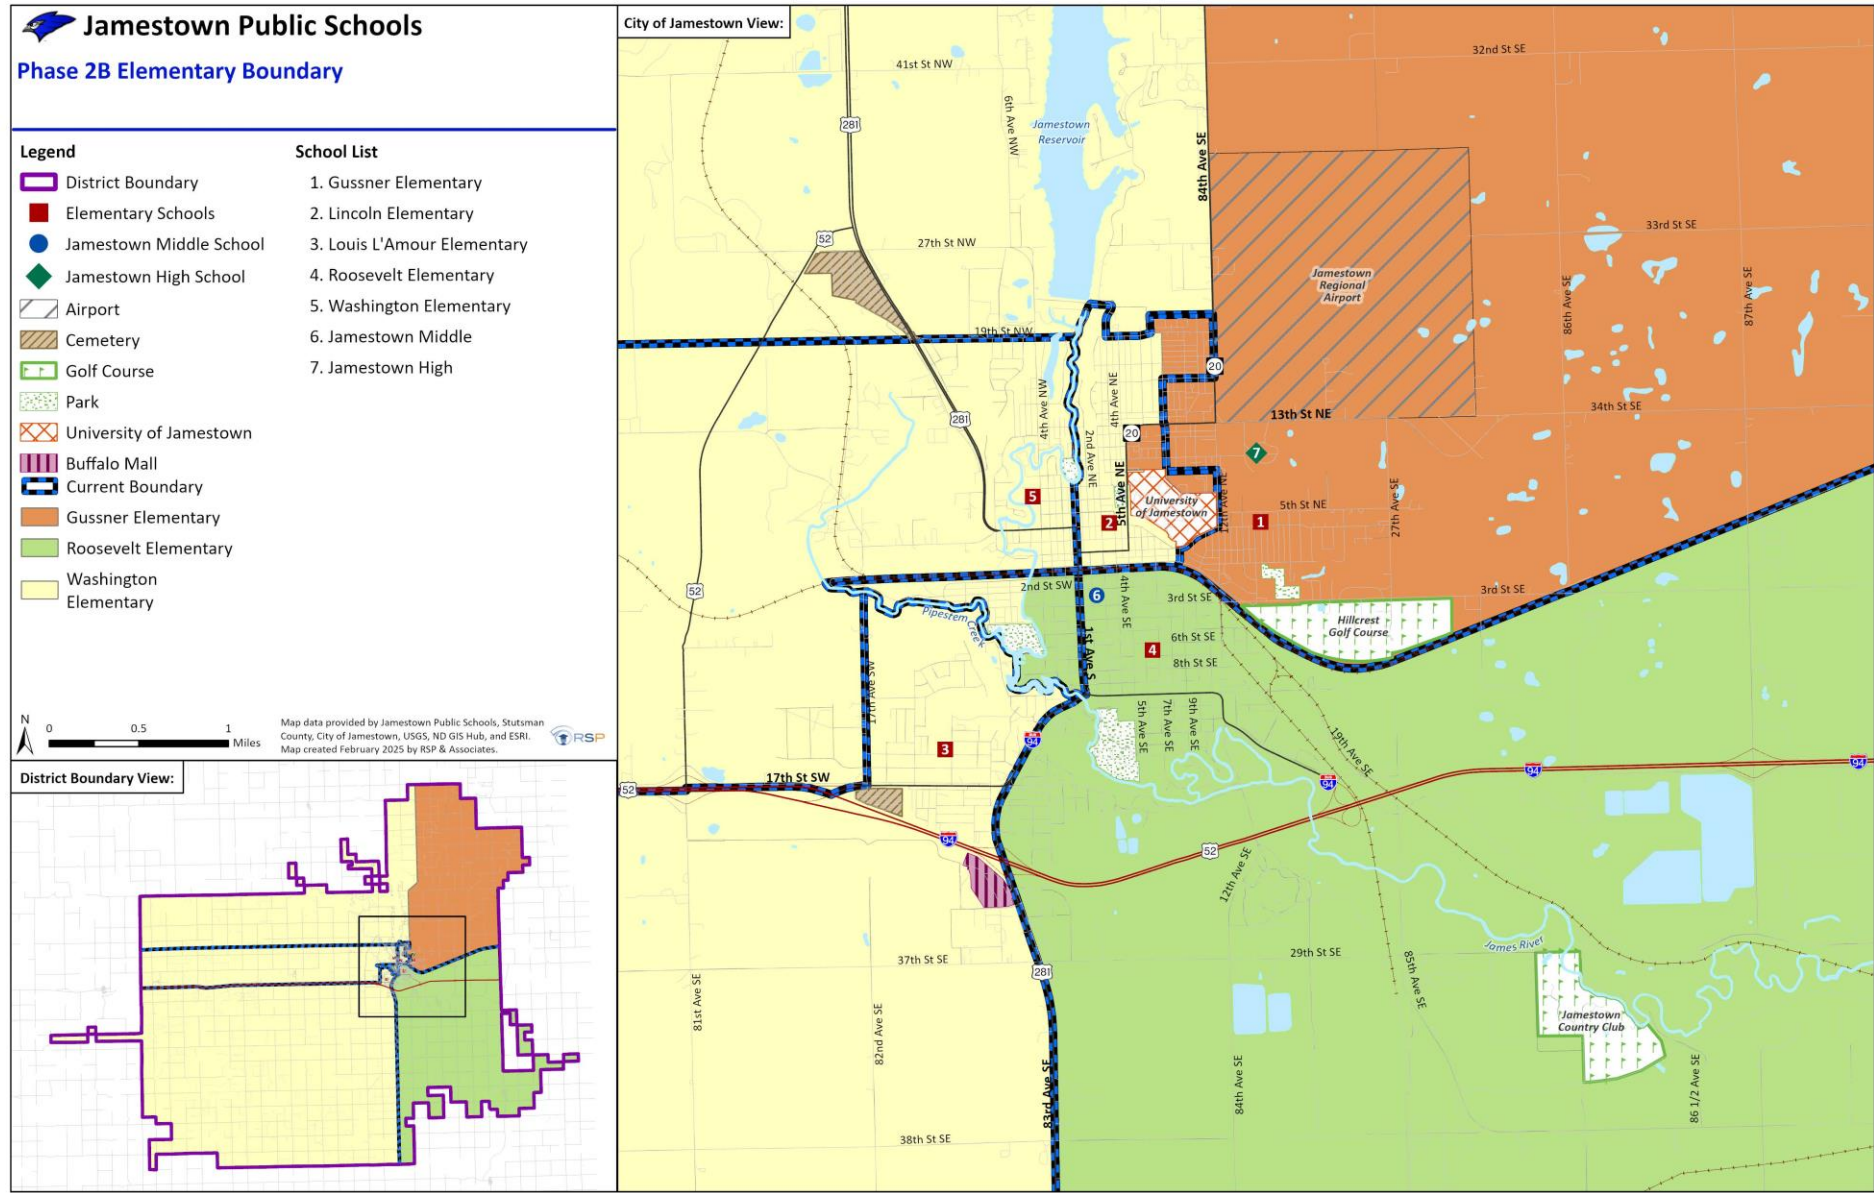 Jamestown Public Schools
Phase 2B Elementary Boundary
Legend
District Boundary
Elementary Schools
Jamestown Middle School
Jamestown High School
Airport
Cemetery
Golf Course
Park
University of Jamestown
Buffalo Mall
Current Boundary
Gussner Elementary
Roosevelt Elementary
Washington
Elementary
School List
1. Gussner Elementary
2. Lincoln Elementary
3. Louis L'Amour Elementary
4. Roosevelt Elementary
5. Washington Elementary
6. Jamestown Middle
7. Jamestown High
N
0 0.5 1
Miles
Map data provided by Jamestown Public Schools, Stutsman
County, City of Jamestown, USGS, ND GIS Hub, and ESRI.
Map created February 2025 by RSP & Associates.
RSP
District Boundary View:
City of Jamestown View:
32nd St SE
41st St NW
6th Ave NW
281
Jamestown
Reservoir
84th Ave SE
33rd St SE
52
27th St NW
Jamestown
Regional
Airport
86th Ave SE
87th Ave SE
19th St NW
20
4th Ave NW
4th Ave NE
281
13th St NE
34th St SE
20
2nd Ave NE
5th Ave NE
7
5
2
University
of Jamestown
12th Ave NE
1
5th St NE
27th Ave SE
52
2nd St SW
6
4th Ave SE
3rd St SE
3rd St SE
Pipestem
Creek
1st Ave S
Hillcrest
Golf Course
6th St SE
4
8th St SE
17th Ave SW
5th Ave SE
7th Ave SE
9th Ave SE
3
94
19th Ave SE
17th St SW
52
94
94
94
94
52
12th Ave SE
James River
37th St SE
281
29th St SE
85th Ave SE
81st Ave SE
82nd Ave SE
Jamestown
Country Club
83rd Ave SE
84th Ave SE
86 1/2 Ave SE
38th St SE